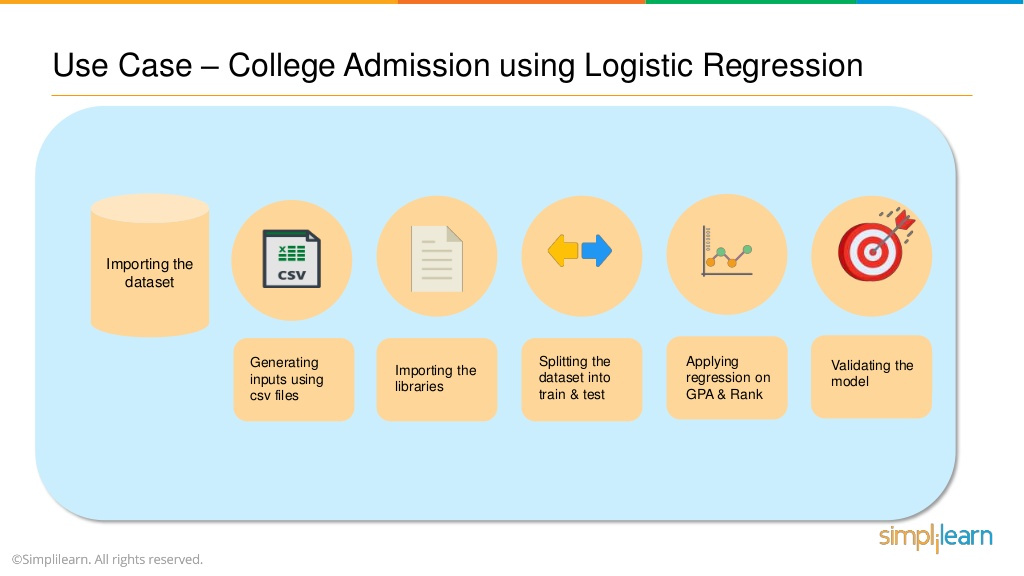 Use Case – College Admission using Logistic Regression
Importing the
dataset
CSV
Generating
inputs using
csv files
Importing the
libraries
Splitting the
dataset into
train & test
Applying
regression on
GPA & Rank
Validating the
model
simplilearn
©Simplilearn. All rights reserved.